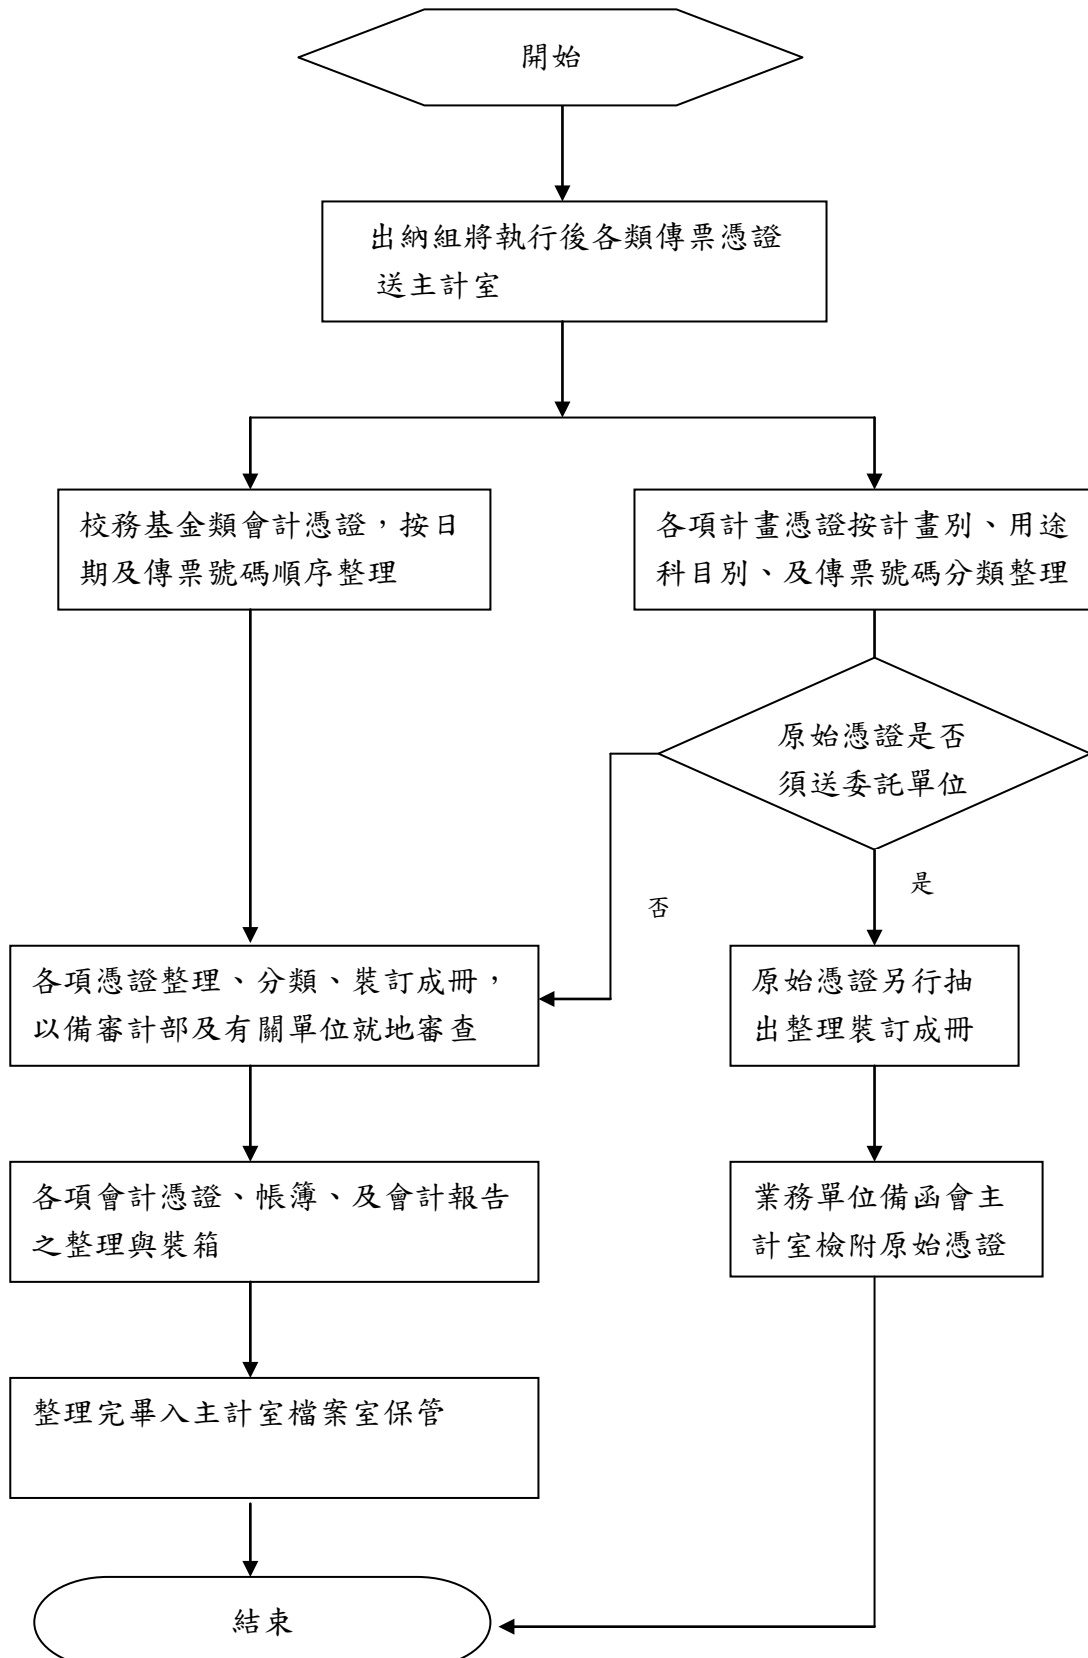 開始
出納組將執行後各類傳票憑證
送主計室
校務基金類會計憑證，按日
期及傳票號碼順序整理
各項計畫憑證按計畫別、用途
科目別、及傳票號碼分類整理
原始憑證是否
須送委託單位
是
否
各項憑證整理、分類、裝訂成冊，
以備審計部及有關單位就地審查
原始憑證另行抽
出整理裝訂成冊
各項會計憑證、帳簿、及會計報告
之整理與裝箱
業務單位備函會主
計室檢附原始憑證
整理完畢入主計室檔案室保管
結束